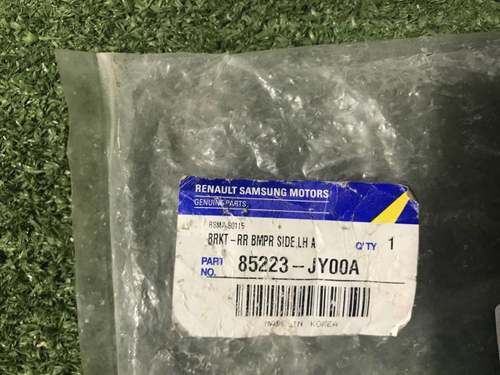 RENAULT SAMSUNG MOTORS
GENUINE PARTS
RSMA 80115
BRKT-RR BMPR SIDE.LH A Q'TY 1
PART NO. 85223-JY00A
MADE IN KOREA